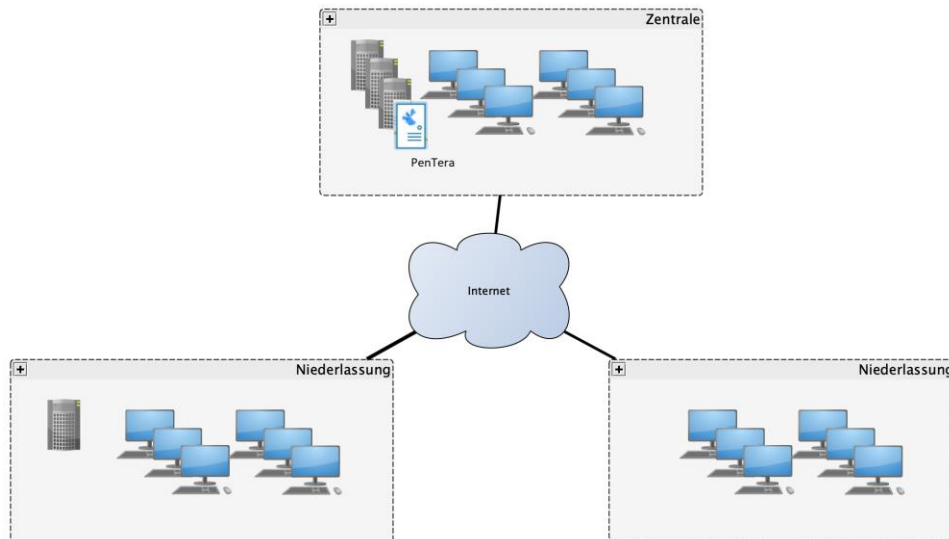 Zentrale
PenTera
Internet
Niederlassung
Niederlassung